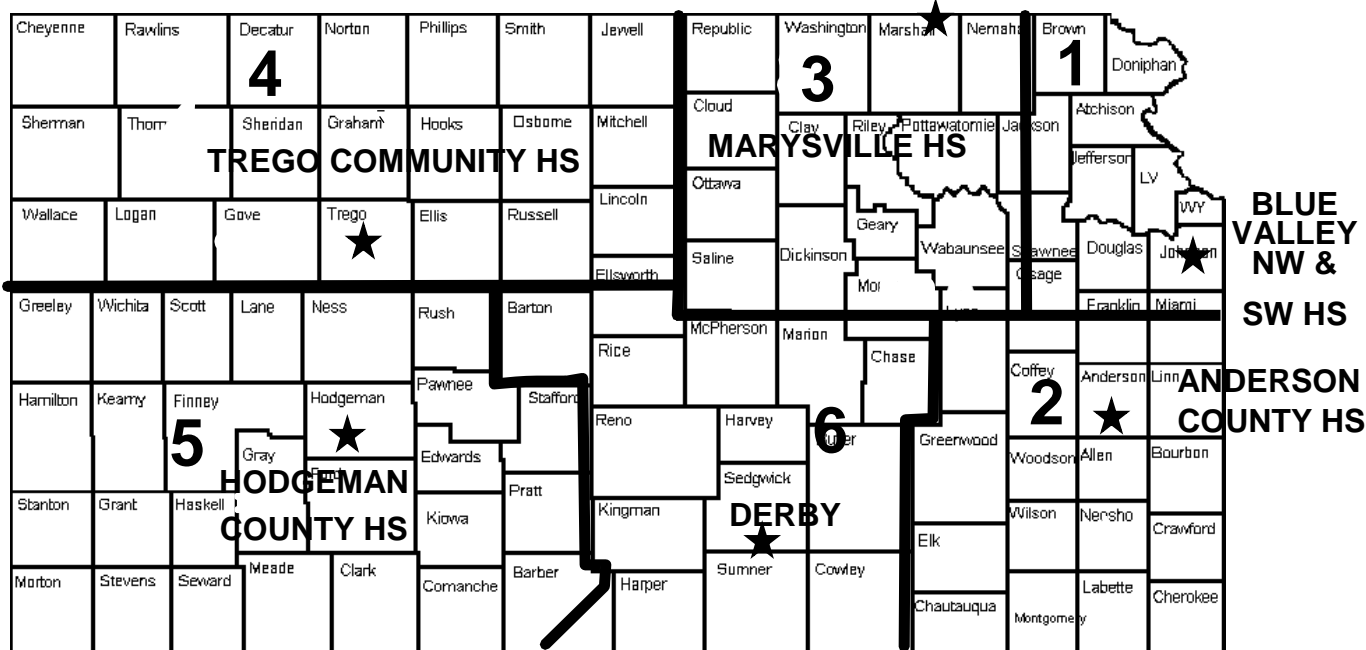 Cheyenne Rawlins Decatur Norton Phillips Smith Jewell Republic Washington Marshall Nemaha Brown
Doniphan
4 3 1
Cloud Atchison
Sherman Sheridan Graham Hooks Osborne Mitchell Clay Riley Pottawatomie Jackson
TREGO COMMUNITY HS MARYSVILLE HS
Jefferson
Ottawa LV
Lincoln
Wallace Logan Gove Trego Ellis Russell WY BLUE
Geary VALLEY
Saline Dickinson Wabaunsee Shawnee Douglas Johnson NW &
Ellsworth Osage
Greeley Wichita Scott Lane Ness Rush Barton Franklin Miami SW HS
McPherson Marion
Rice Chase
Coffey Anderson Linn ANDERSON
Pawnee
Hamilton Kearny Finney Hodgeman Stafford 2 COUNTY HS
5 Reno Harvey 6
Greenwood
Gray Edwards Woodson Allen Bourbon
HODGEMAN Sedgwick
Pratt
Stanton Grant Haskell Kingman DERBY Wilson
COUNTY HS Kiowa Crawford
Elk
Morton Stevens Seward Meade Clark Comanche Barber Harper Sumner Cowley Labette Cherokee
Chautauqua Montgomery